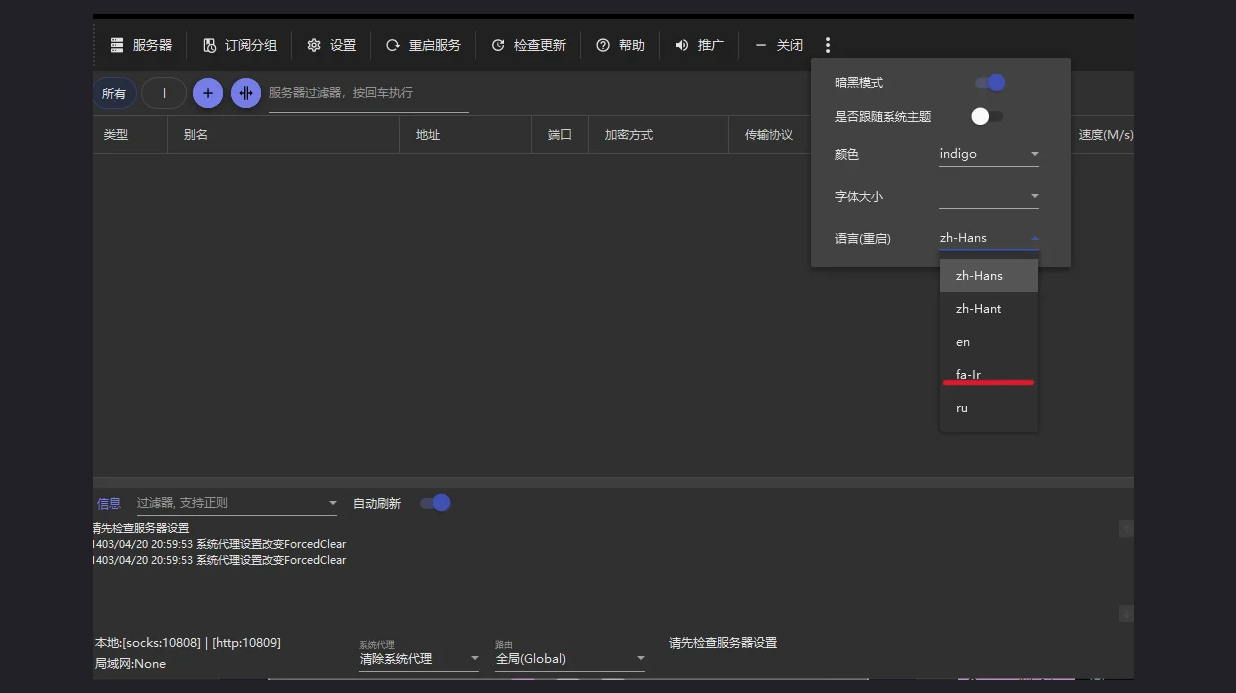 服务器 订阅分组 设置 重启服务 检查更新 帮助 推广 关闭
所有 服务器过滤器，按回车执行
类型 别名 地址 端口 加密方式 传输协议 速度(M/s)
暗黑模式
是否跟随系统主题
颜色 indigo
字体大小
语言(重启) zh-Hans
zh-Hans
zh-Hant
en
fa-Ir
ru
信息 过滤器, 支持正则 自动刷新
请先检查服务器设置
1403/04/20 20:59:53 系统代理设置改变ForcedClear
1403/04/20 20:59:53 系统代理设置改变ForcedClear
本地:[socks:10808] | [http:10809]
局域网:None
系统代理
清除系统代理
路由
全局(Global)
请先检查服务器设置